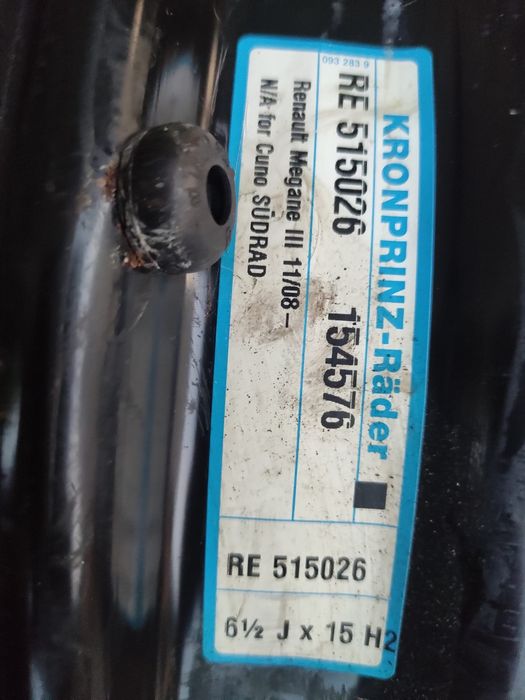 093 283 9
KRONPRINZ-Räder
RE 515026 154576
Renault Megane III 11/08-
N/A for Cuno SÜDRAD
RE 515026
6½ J x 15 H2